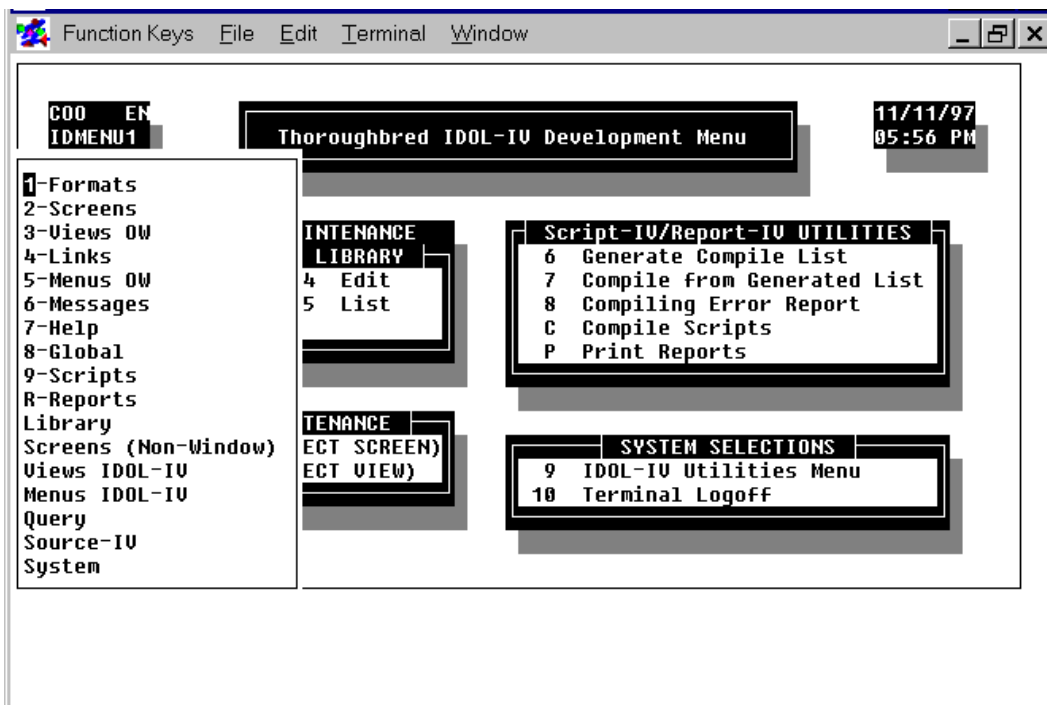 Function Keys File Edit Terminal Window
COO EN
IDMENU1
Thoroughbred IDOL-IV Development Menu
11/11/97
05:56 PM
1-Formats
2-Screens
3-Views OW
4-Links
5-Menus OW
6-Messages
7-Help
8-Global
9-Scripts
R-Reports
Library
Screens (Non-Window)
Views IDOL-IV
Menus IDOL-IV
Query
Source-IV
System
INTENANCE
LIBRARY
4 Edit
5 List
TENANCE
ECT SCREEN)
ECT VIEW)
Script-IV/Report-IV UTILITIES
6 Generate Compile List
7 Compile from Generated List
8 Compiling Error Report
C Compile Scripts
P Print Reports
SYSTEM SELECTIONS
9 IDOL-IV Utilities Menu
10 Terminal Logoff